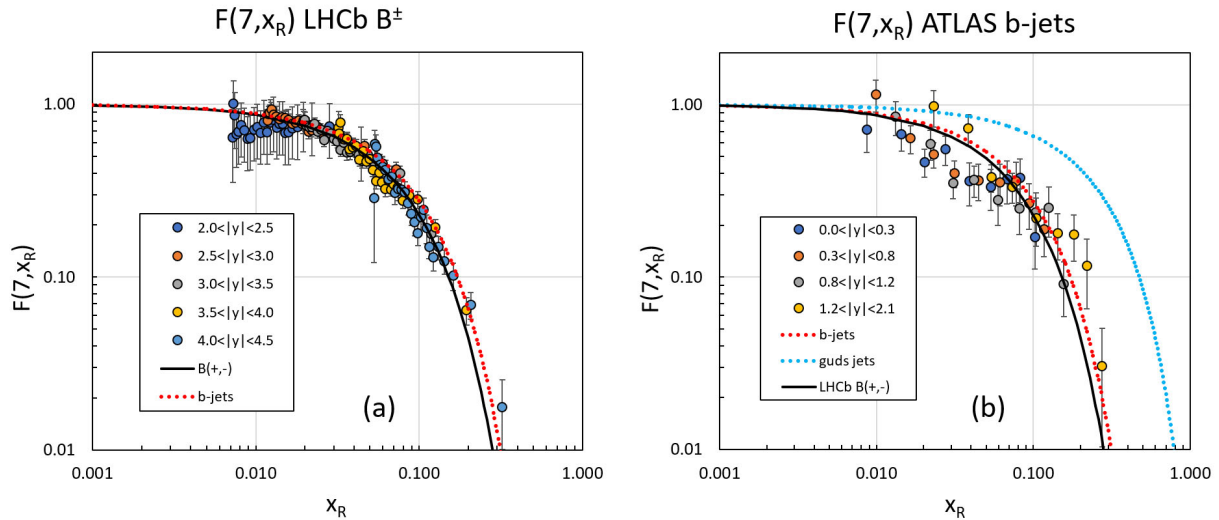 F(7,xR) LHCb B±
1.00
0.10
0.01
F(7,xR)
2.0<|y|<2.5
2.5<|y|<3.0
3.0<|y|<3.5
3.5<|y|<4.0
4.0<|y|<4.5
B(+,-)
b-jets
(a)
0.001 0.010 0.100 1.000
xR
F(7,xR) ATLAS b-jets
1.00
0.10
0.01
F(7,xR)
0.0<|y|<0.3
0.3<|y|<0.8
0.8<|y|<1.2
1.2<|y|<2.1
b-jets
guds jets
LHCb B(+,-)
(b)
0.001 0.010 0.100 1.000
xR